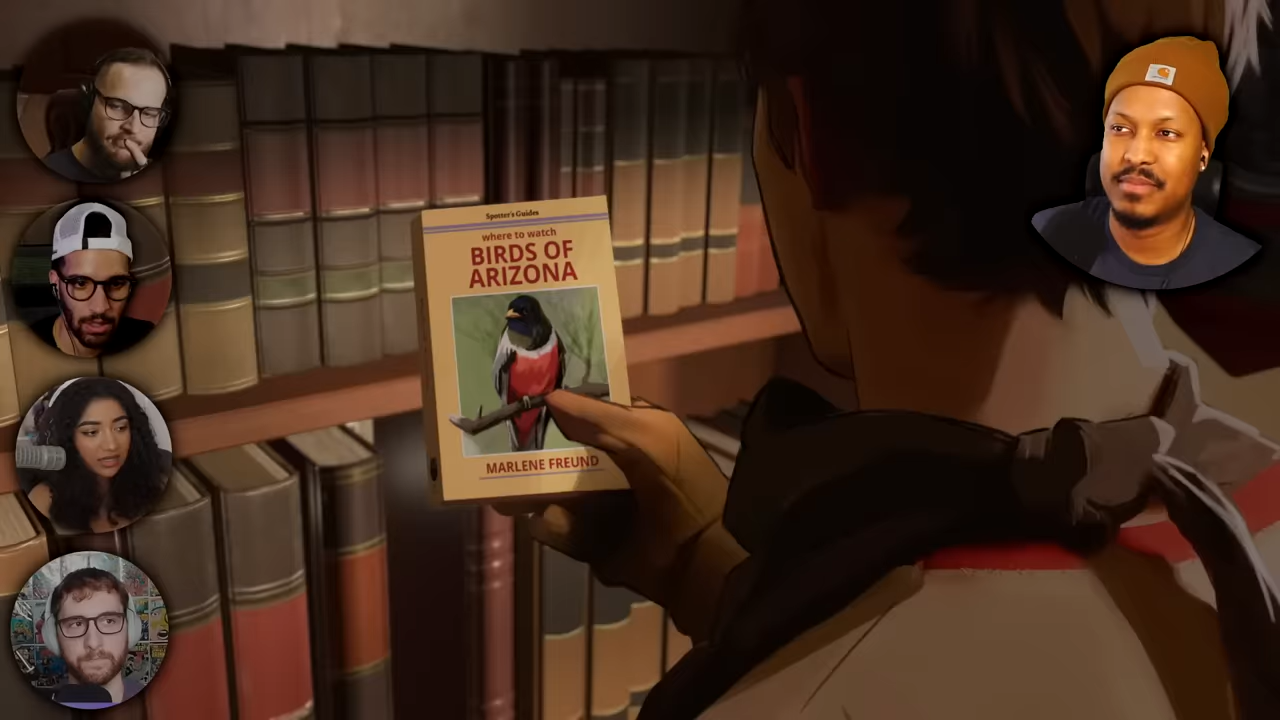 Spotter's Guides
where to watch
BIRDS OF
ARIZONA
MARLENE FREUND